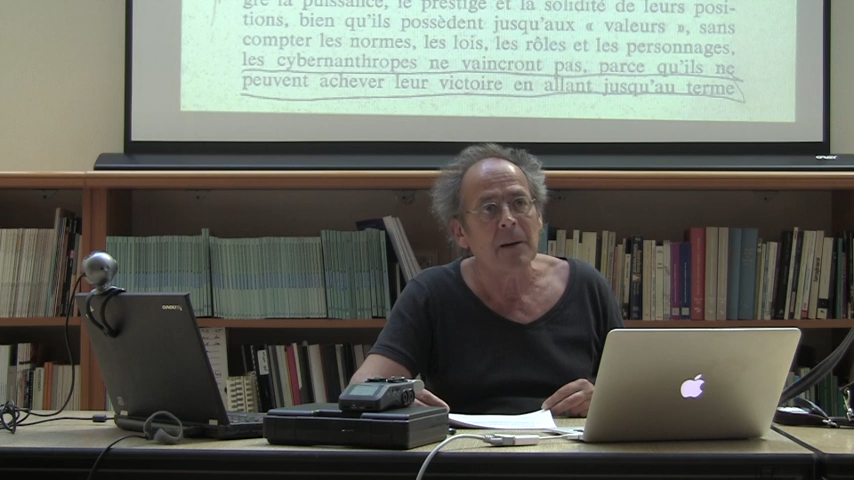 gré la puissance, le prestige et la solidité de leurs posi-
tions, bien qu'ils possèdent jusqu'aux « valeurs », sans
compter les normes, les lois, les rôles et les personnages,
les cybernanthropes ne vaincront pas, parce qu'ils ne
peuvent achever leur victoire en allant jusqu'au terme
lenovo